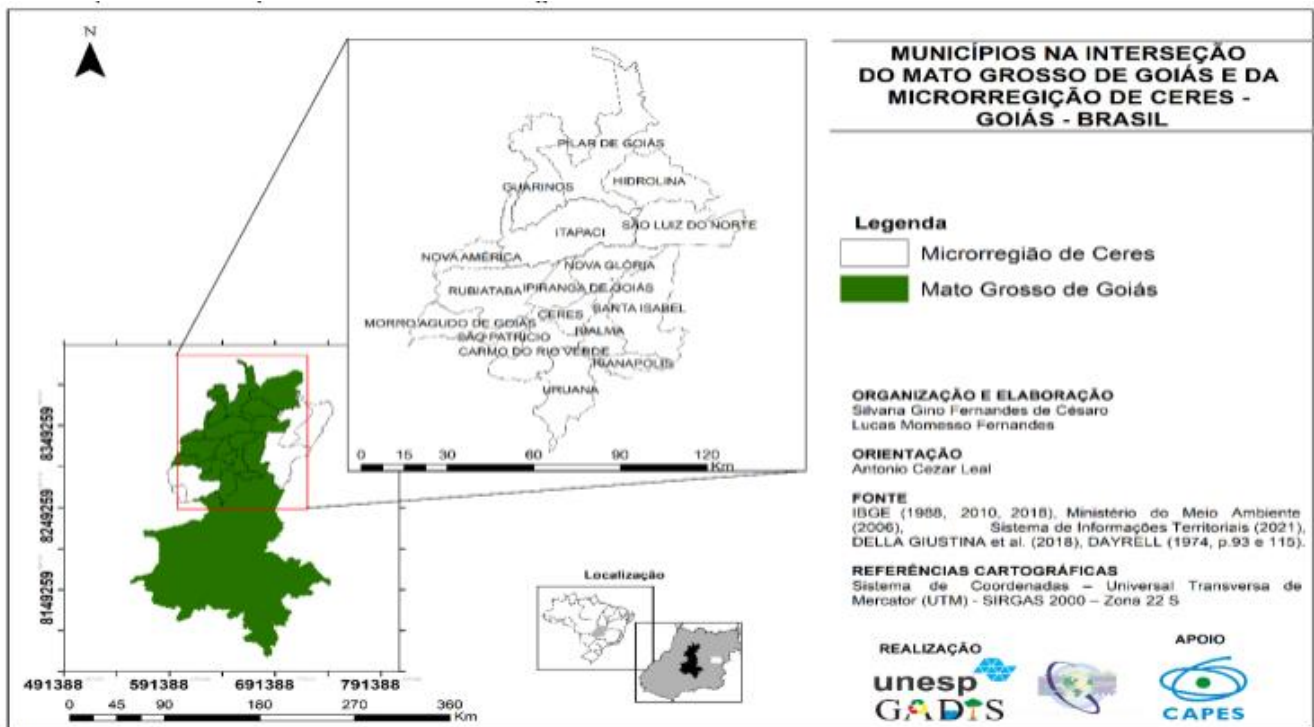 N
MUNICÍPIOS NA INTERSEÇÃO
DO MATO GROSSO DE GOIÁS E DA
MICRORREGIÇÃO DE CERES -
GOIÁS - BRASIL
PILAR DE GOIÁS
GUARINOS
HIDROLINA
SÃO LUIZ DO NORTE
ITAPACI
NOVA AMÉRICA
NOVA GLÓRIA
RUBIATABA
IPIRANGA DE GOIÁS
SANTA ISABEL
CERES
MORRO AGUDO DE GOIÁS
RIALMA
SÃO PATRÍCIO
CARMO DO RIO VERDE
RIANÁPOLIS
URUANA
0 15 30 60 90 120
Km
Legenda
Microrregião de Ceres
Mato Grosso de Goiás
8349259
8249259
8149259
491388 591388 691388 791388
0 45 90 160 270 360
Km
Localização
ORGANIZAÇÃO E ELABORAÇÃO
Silvana Gino Fernandes de Césaro
Lucas Momesso Fernandes
ORIENTAÇÃO
Antonio Cezar Leal
FONTE
IBGE (1988, 2010, 2018), Ministério do Meio Ambiente
(2006), Sistema de Informações Territoriais (2021),
DELLA GIUSTINA et al. (2018), DAYRELL (1974, p.93 e 115).
REFERÊNCIAS CARTOGRÁFICAS
Sistema de Coordenadas – Universal Transversa de
Mercator (UTM) - SIRGAS 2000 – Zona 22 S
REALIZAÇÃO
unesp
GADIS
APOIO
CAPES